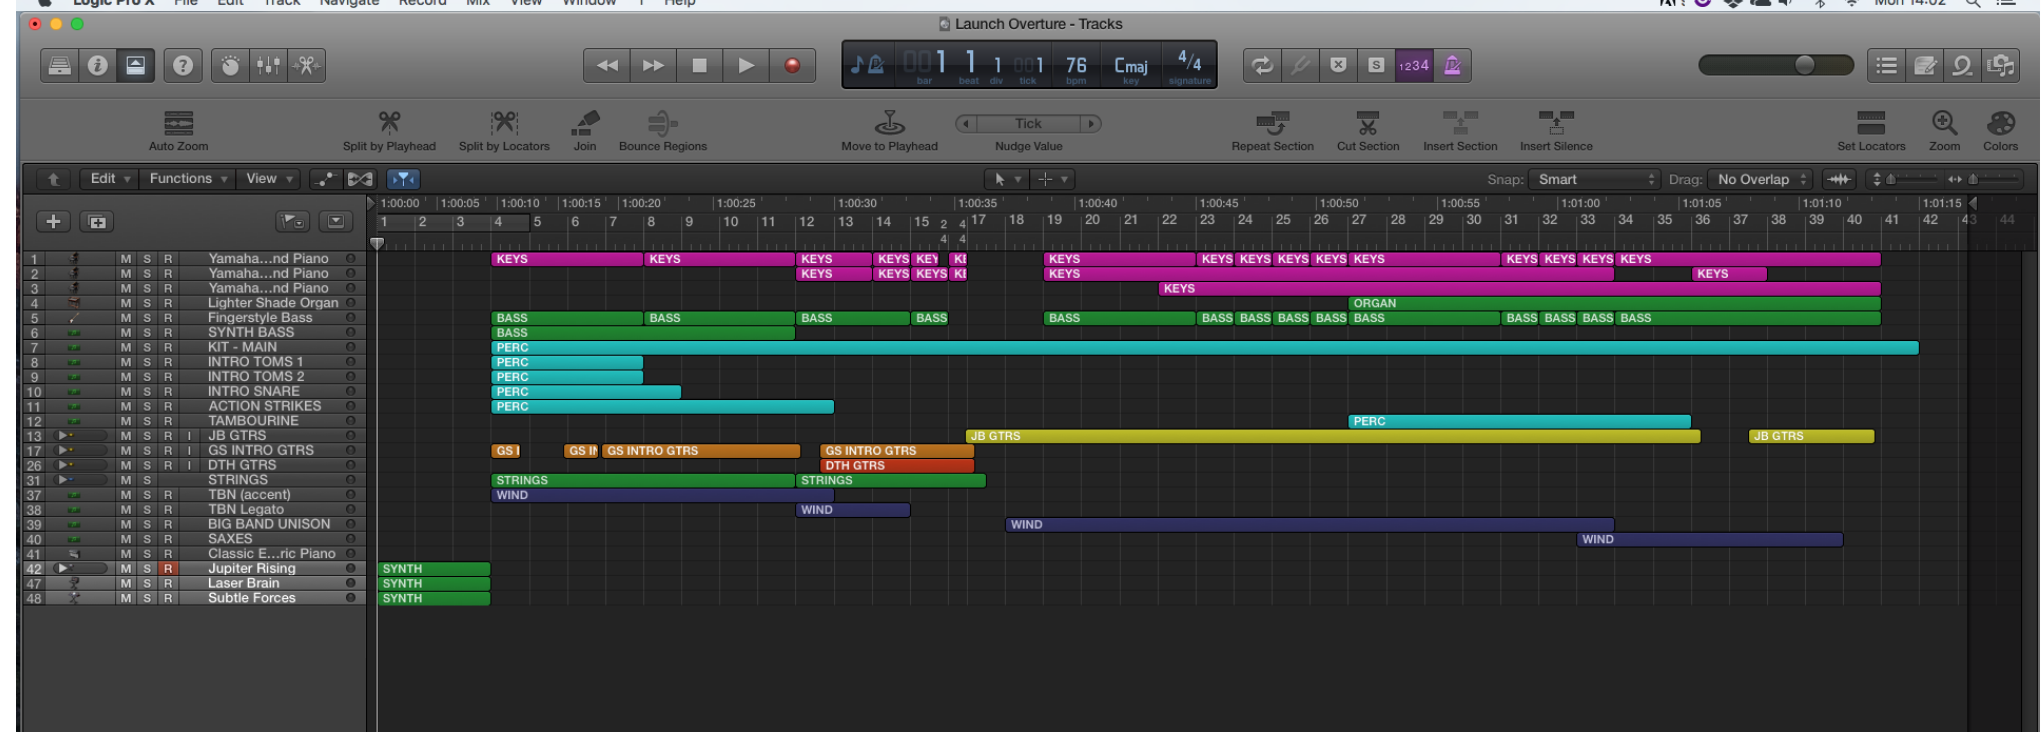 Logic Pro X File Edit Track Navigate Record Mix View Window 1 Help
Mon 14:02
Launch Overture - Tracks
001 1 1 001 76 Cmaj 4/4
bar beat div tick bpm key signature
S 1234
Auto Zoom Split by Playhead Split by Locators Join Bounce Regions Move to Playhead Tick Nudge Value Repeat Section Cut Section Insert Section Insert Silence Set Locators Zoom Colors
Edit Functions View Snap: Smart Drag: No Overlap
1:00:00 1:00:05 1:00:10 1:00:15 1:00:20 1:00:25 1:00:30 1:00:35 1:00:40 1:00:45 1:00:50 1:00:55 1:01:00 1:01:05 1:01:10 1:01:15
1 2 3 4 5 6 7 8 9 10 11 12 13 14 15 2 4 17 18 19 20 21 22 23 24 25 26 27 28 29 30 31 32 33 34 35 36 37 38 39 40 41 42 43 44
4 4
1 M S R Yamaha...nd Piano KEYS KEYS KEYS KEYS KEY KE KEYS KEYS KEYS KEYS KEYS KEYS KEYS KEYS KEYS KEYS
2 M S R Yamaha...nd Piano KEYS KEYS KEYS KE KEYS KEYS
3 M S R Yamaha...nd Piano KEYS
4 M S R Lighter Shade Organ ORGAN
5 M S R Fingerstyle Bass BASS BASS BASS BASS BASS BASS BASS BASS BASS BASS BASS BASS BASS BASS
6 M S R SYNTH BASS BASS
7 M S R KIT - MAIN PERC
8 M S R INTRO TOMS 1 PERC
9 M S R INTRO TOMS 2 PERC
10 M S R INTRO SNARE PERC
11 M S R ACTION STRIKES PERC
12 M S R TAMBOURINE PERC
13 M S R I JB GTRS JB GTRS JB GTRS
17 M S R I GS INTRO GTRS GS I GS IN GS INTRO GTRS GS INTRO GTRS
26 M S R I DTH GTRS DTH GTRS
31 M S STRINGS STRINGS STRINGS
37 M S R TBN (accent) WIND
38 M S R TBN Legato WIND
39 M S R BIG BAND UNISON WIND
40 M S R SAXES WIND
41 M S R Classic E...ric Piano
42 M S R Jupiter Rising SYNTH
47 M S R Laser Brain SYNTH
48 M S R Subtle Forces SYNTH